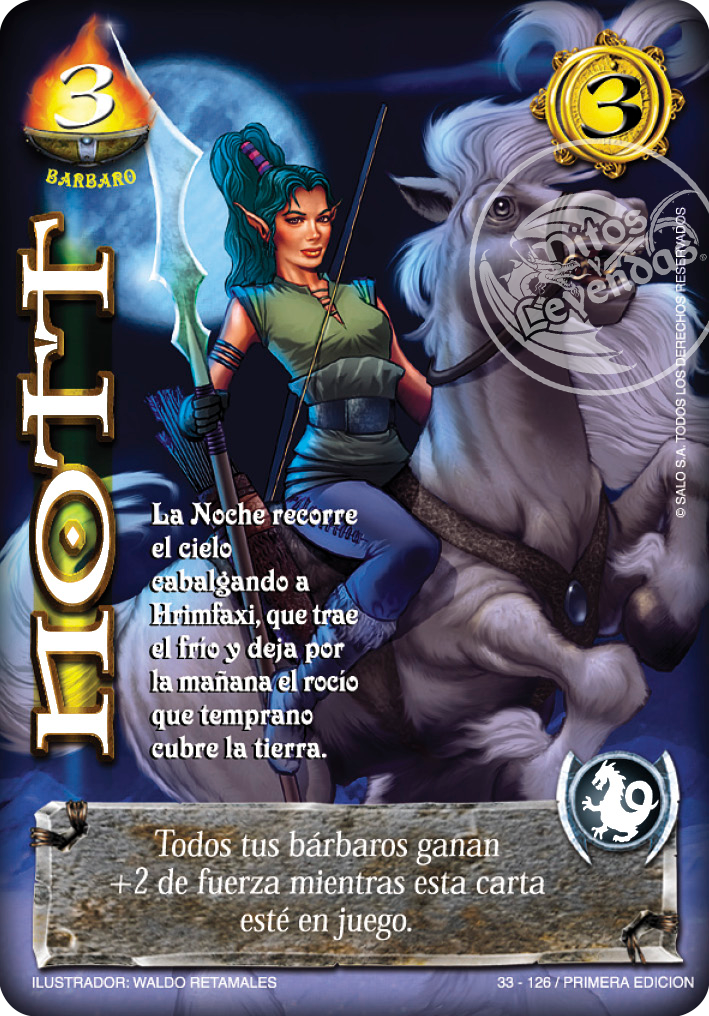 3
BARBARO
3
Mitos
y
Leyendas
®
NOTT
© SALO S.A. TODOS LOS DERECHOS RESERVADOS
La Noche recorre
el cielo
cabalgando a
Hrimfaxi, que trae
el frío y deja por
la mañana el rocío
que temprano
cubre la tierra.
Todos tus bárbaros ganan
+2 de fuerza mientras esta carta
esté en juego.
ILUSTRADOR: WALDO RETAMALES
33 - 126 / PRIMERA EDICION